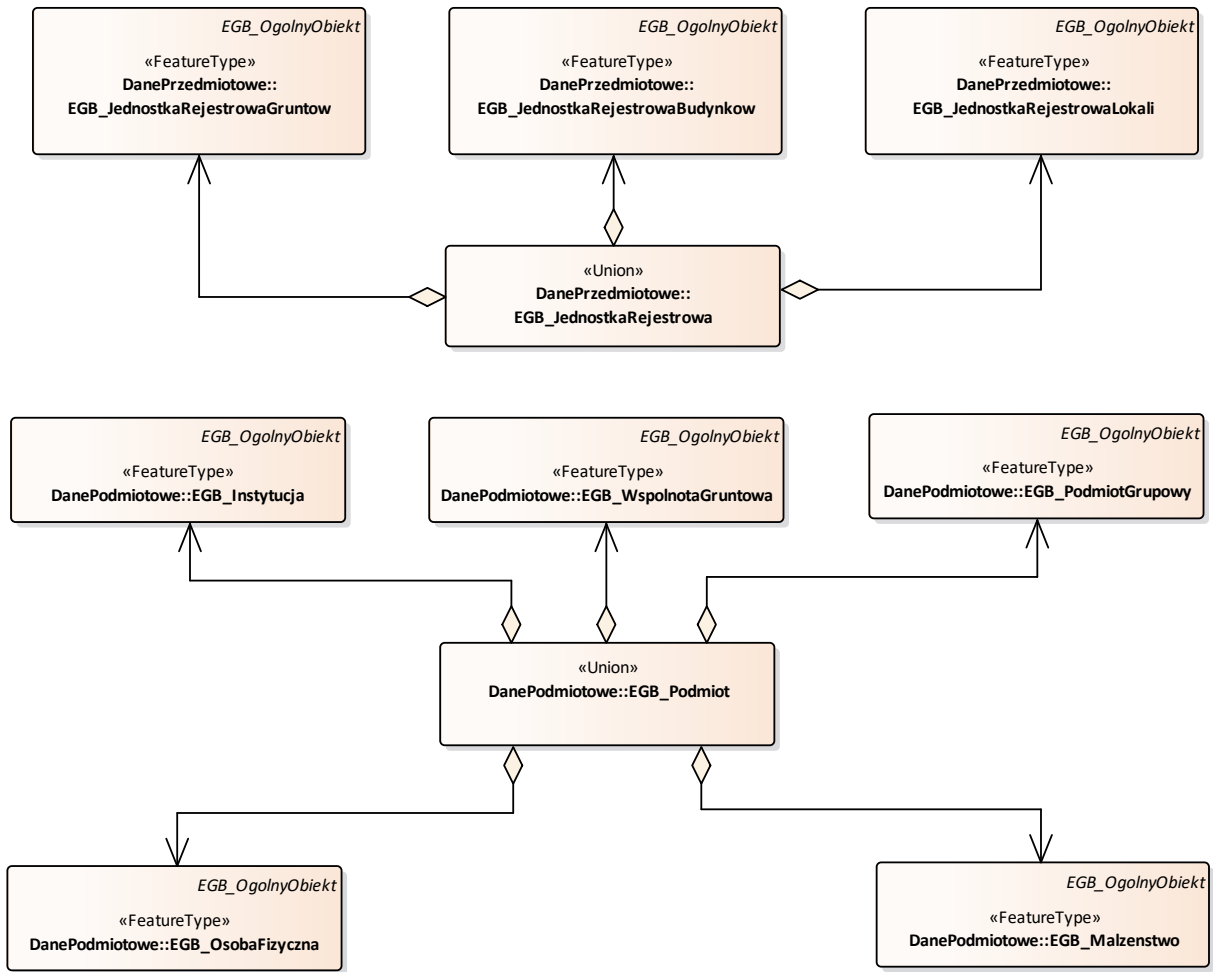 EGB_OgolnyObiekt
«FeatureType»
DanePrzedmiotowe::
EGB_JednostkaRejestrowaGruntow
EGB_OgolnyObiekt
«FeatureType»
DanePrzedmiotowe::
EGB_JednostkaRejestrowaBudynkow
EGB_OgolnyObiekt
«FeatureType»
DanePrzedmiotowe::
EGB_JednostkaRejestrowaLokali
«Union»
DanePrzedmiotowe::
EGB_JednostkaRejestrowa
EGB_OgolnyObiekt
«FeatureType»
DanePodmiotowe::EGB_Instytucja
EGB_OgolnyObiekt
«FeatureType»
DanePodmiotowe::EGB_WspolnotaGruntowa
EGB_OgolnyObiekt
«FeatureType»
DanePodmiotowe::EGB_PodmiotGrupowy
«Union»
DanePodmiotowe::EGB_Podmiot
EGB_OgolnyObiekt
«FeatureType»
DanePodmiotowe::EGB_OsobaFizyczna
EGB_OgolnyObiekt
«FeatureType»
DanePodmiotowe::EGB_Malzenstwo